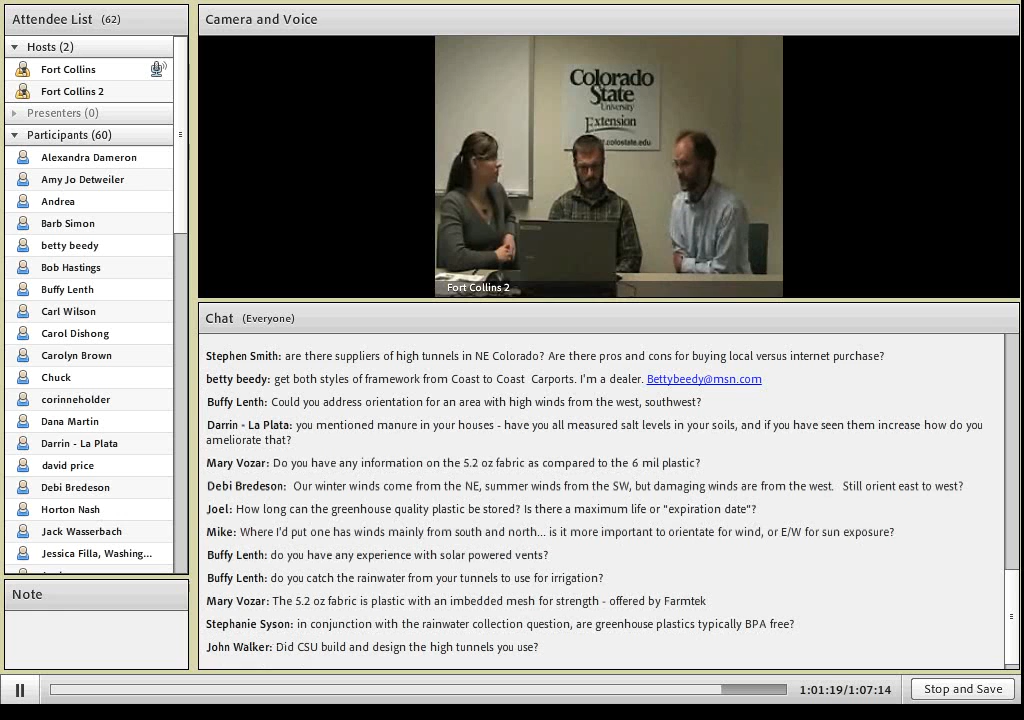 Attendee List (62)
Hosts (2)
Fort Collins
Fort Collins 2
Presenters (0)
Participants (60)
Alexandra Dameron
Amy Jo Detweiler
Andrea
Barb Simon
betty beedy
Bob Hastings
Buffy Lenth
Carl Wilson
Carol Dishong
Carolyn Brown
Chuck
corinneholder
Dana Martin
Darrin - La Plata
david price
Debi Bredeson
Horton Nash
Jack Wasserbach
Jessica Filla, Washing...
Note
Camera and Voice
Colorado
State
University
Extension
.colostate.edu
Fort Collins 2
Chat (Everyone)
Stephen Smith: are there suppliers of high tunnels in NE Colorado? Are there pros and cons for buying local versus internet purchase?
betty beedy: get both styles of framework from Coast to Coast Carports. I'm a dealer. Bettybeedy@msn.com
Buffy Lenth: Could you address orientation for an area with high winds from the west, southwest?
Darrin - La Plata: you mentioned manure in your houses - have you all measured salt levels in your soils, and if you have seen them increase how do you
ameliorate that?
Mary Vozar: Do you have any information on the 5.2 oz fabric as compared to the 6 mil plastic?
Debi Bredeson: Our winter winds come from the NE, summer winds from the SW, but damaging winds are from the west. Still orient east to west?
Joel: How long can the greenhouse quality plastic be stored? Is there a maximum life or "expiration date"?
Mike: Where I'd put one has winds mainly from south and north... is it more important to orientate for wind, or E/W for sun exposure?
Buffy Lenth: do you have any experience with solar powered vents?
Buffy Lenth: do you catch the rainwater from your tunnels to use for irrigation?
Mary Vozar: The 5.2 oz fabric is plastic with an imbedded mesh for strength - offered by Farmtek
Stephanie Syson: in conjunction with the rainwater collection question, are greenhouse plastics typically BPA free?
John Walker: Did CSU build and design the high tunnels you use?
1:01:19/1:07:14
Stop and Save